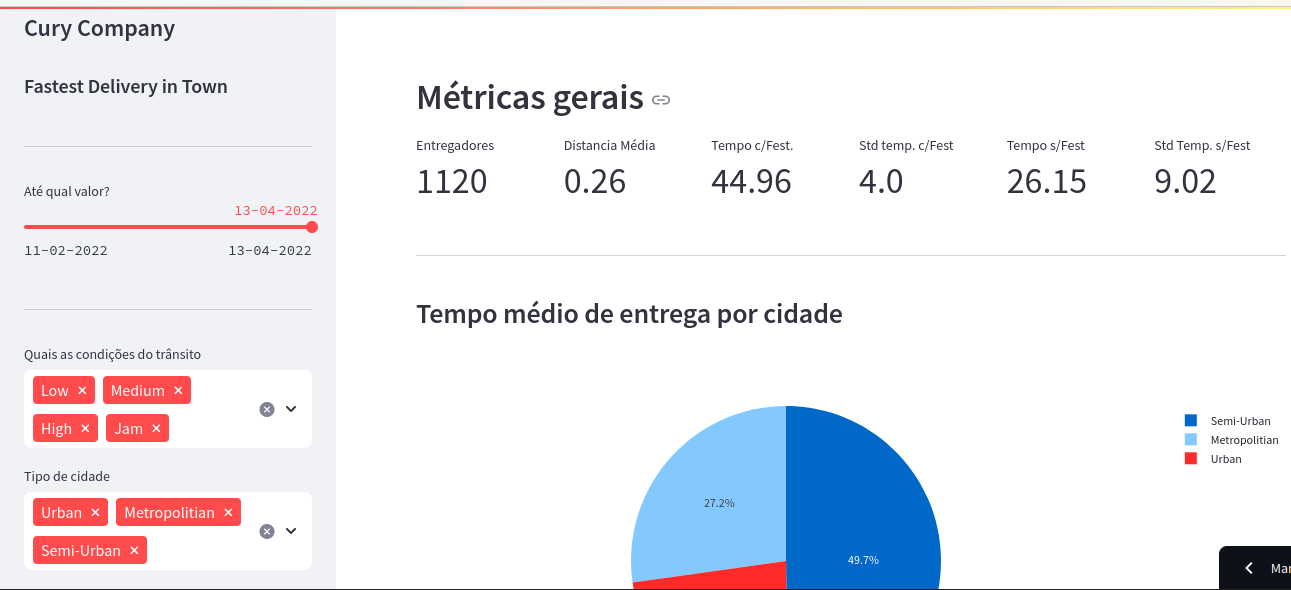 Cury Company
Fastest Delivery in Town
Até qual valor?
13-04-2022
11-02-2022 13-04-2022
Quais as condições do trânsito
Low × Medium ×
High × Jam ×
Tipo de cidade
Urban × Metropolitian ×
Semi-Urban ×
Métricas gerais
Entregadores Distancia Média Tempo c/Fest. Std temp. c/Fest Tempo s/Fest Std Temp. s/Fest
1120 0.26 44.96 4.0 26.15 9.02
Tempo médio de entrega por cidade
Semi-Urban
Metropolitian
Urban
27.2%
49.7%